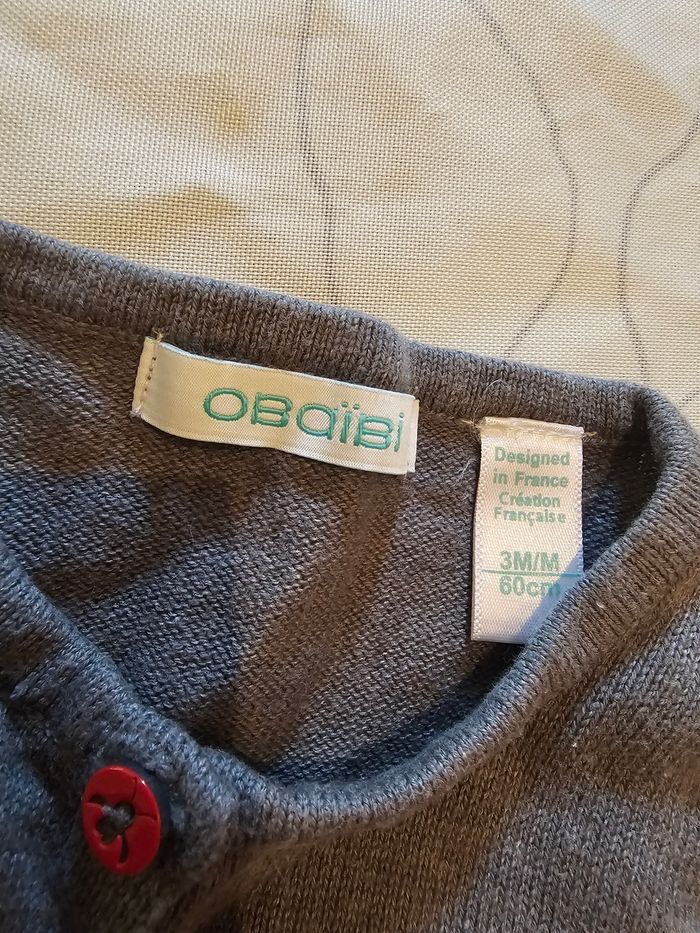 OBaïBi
Designed
in France
Création
Française
3M/M
60cm